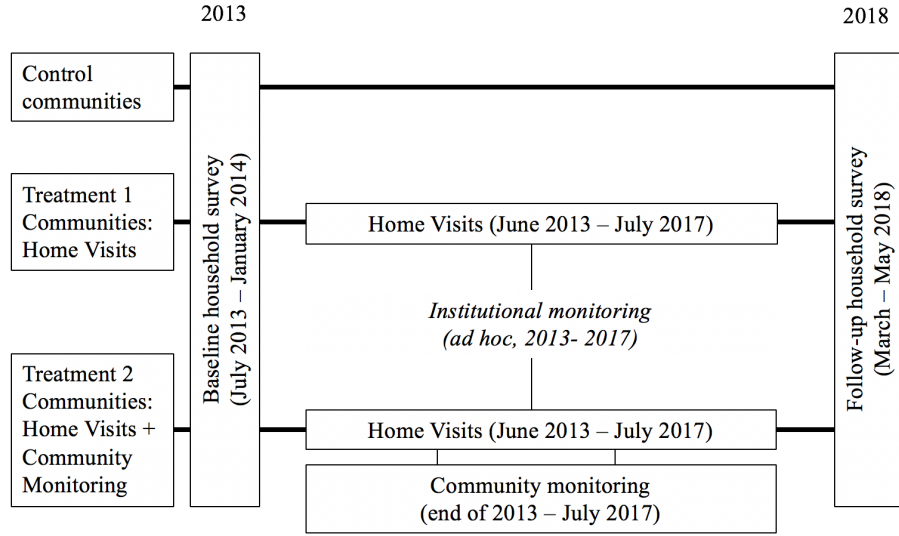 2013
2018
Control
communities
Treatment 1
Communities:
Home Visits
Treatment 2
Communities:
Home Visits +
Community
Monitoring
Baseline household survey
(July 2013 – January 2014)
Home Visits (June 2013 – July 2017)
Institutional monitoring
(ad hoc, 2013- 2017)
Home Visits (June 2013 – July 2017)
Community monitoring
(end of 2013 – July 2017)
Follow-up household survey
(March – May 2018)